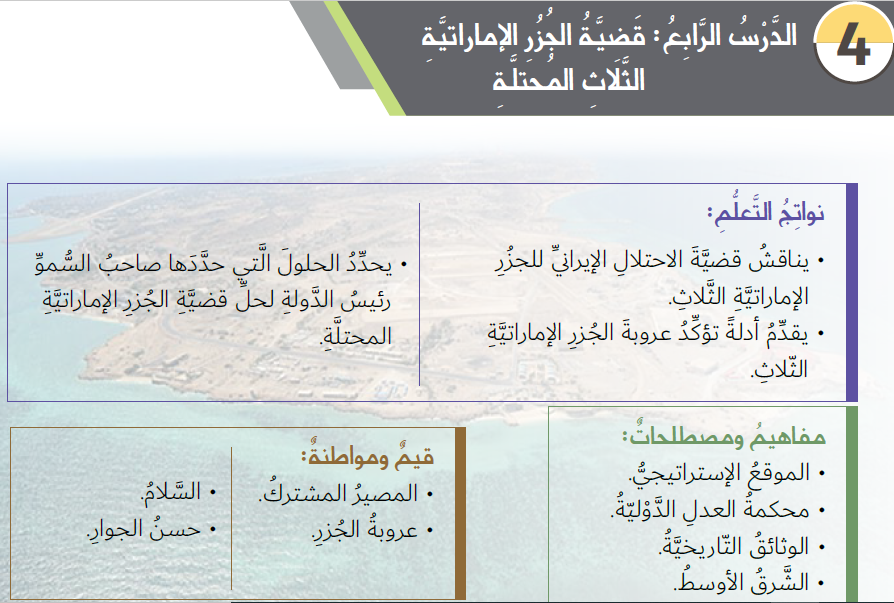 4
الدَّرْسُ الرَّابِعُ: قَضِيَّةُ الجُزُرِ الإماراتيَّةِ
الثَّلَاثِ المُحتلَّةِ
نواتِجُ التَّعلُّمِ:
• يناقشُ قضيَّةَ الاحتلالِ الإيرانيِّ للجزُرِ
الإماراتيَّةِ الثَّلاثِ.
• يقدِّمُ أدلةً تؤكِّدُ عروبةَ الجُزرِ الإماراتيَّةِ
الثّلاثِ.
• يحدِّدُ الحلولَ الَّتي حدَّدَها صاحبُ السُّموِّ
رئيسُ الدَّولةِ لحلِّ قضيَّةِ الجُزرِ الإماراتيَّةِ
المحتلَّةِ.
مفاهيمُ ومصطلحاتٌ:
• الموقعُ الإستراتيجيُّ.
• محكمةُ العدلِ الدَّوْليّةُ.
• الوثائقُ التّاريخيَّةُ.
• الشَّرقُ الأوسطُ.
قيمٌ ومواطنةٌ:
• المصيرُ المشتركُ.
• عروبةُ الجُزرِ.
• السَّلامُ.
• حسنُ الجوارِ.